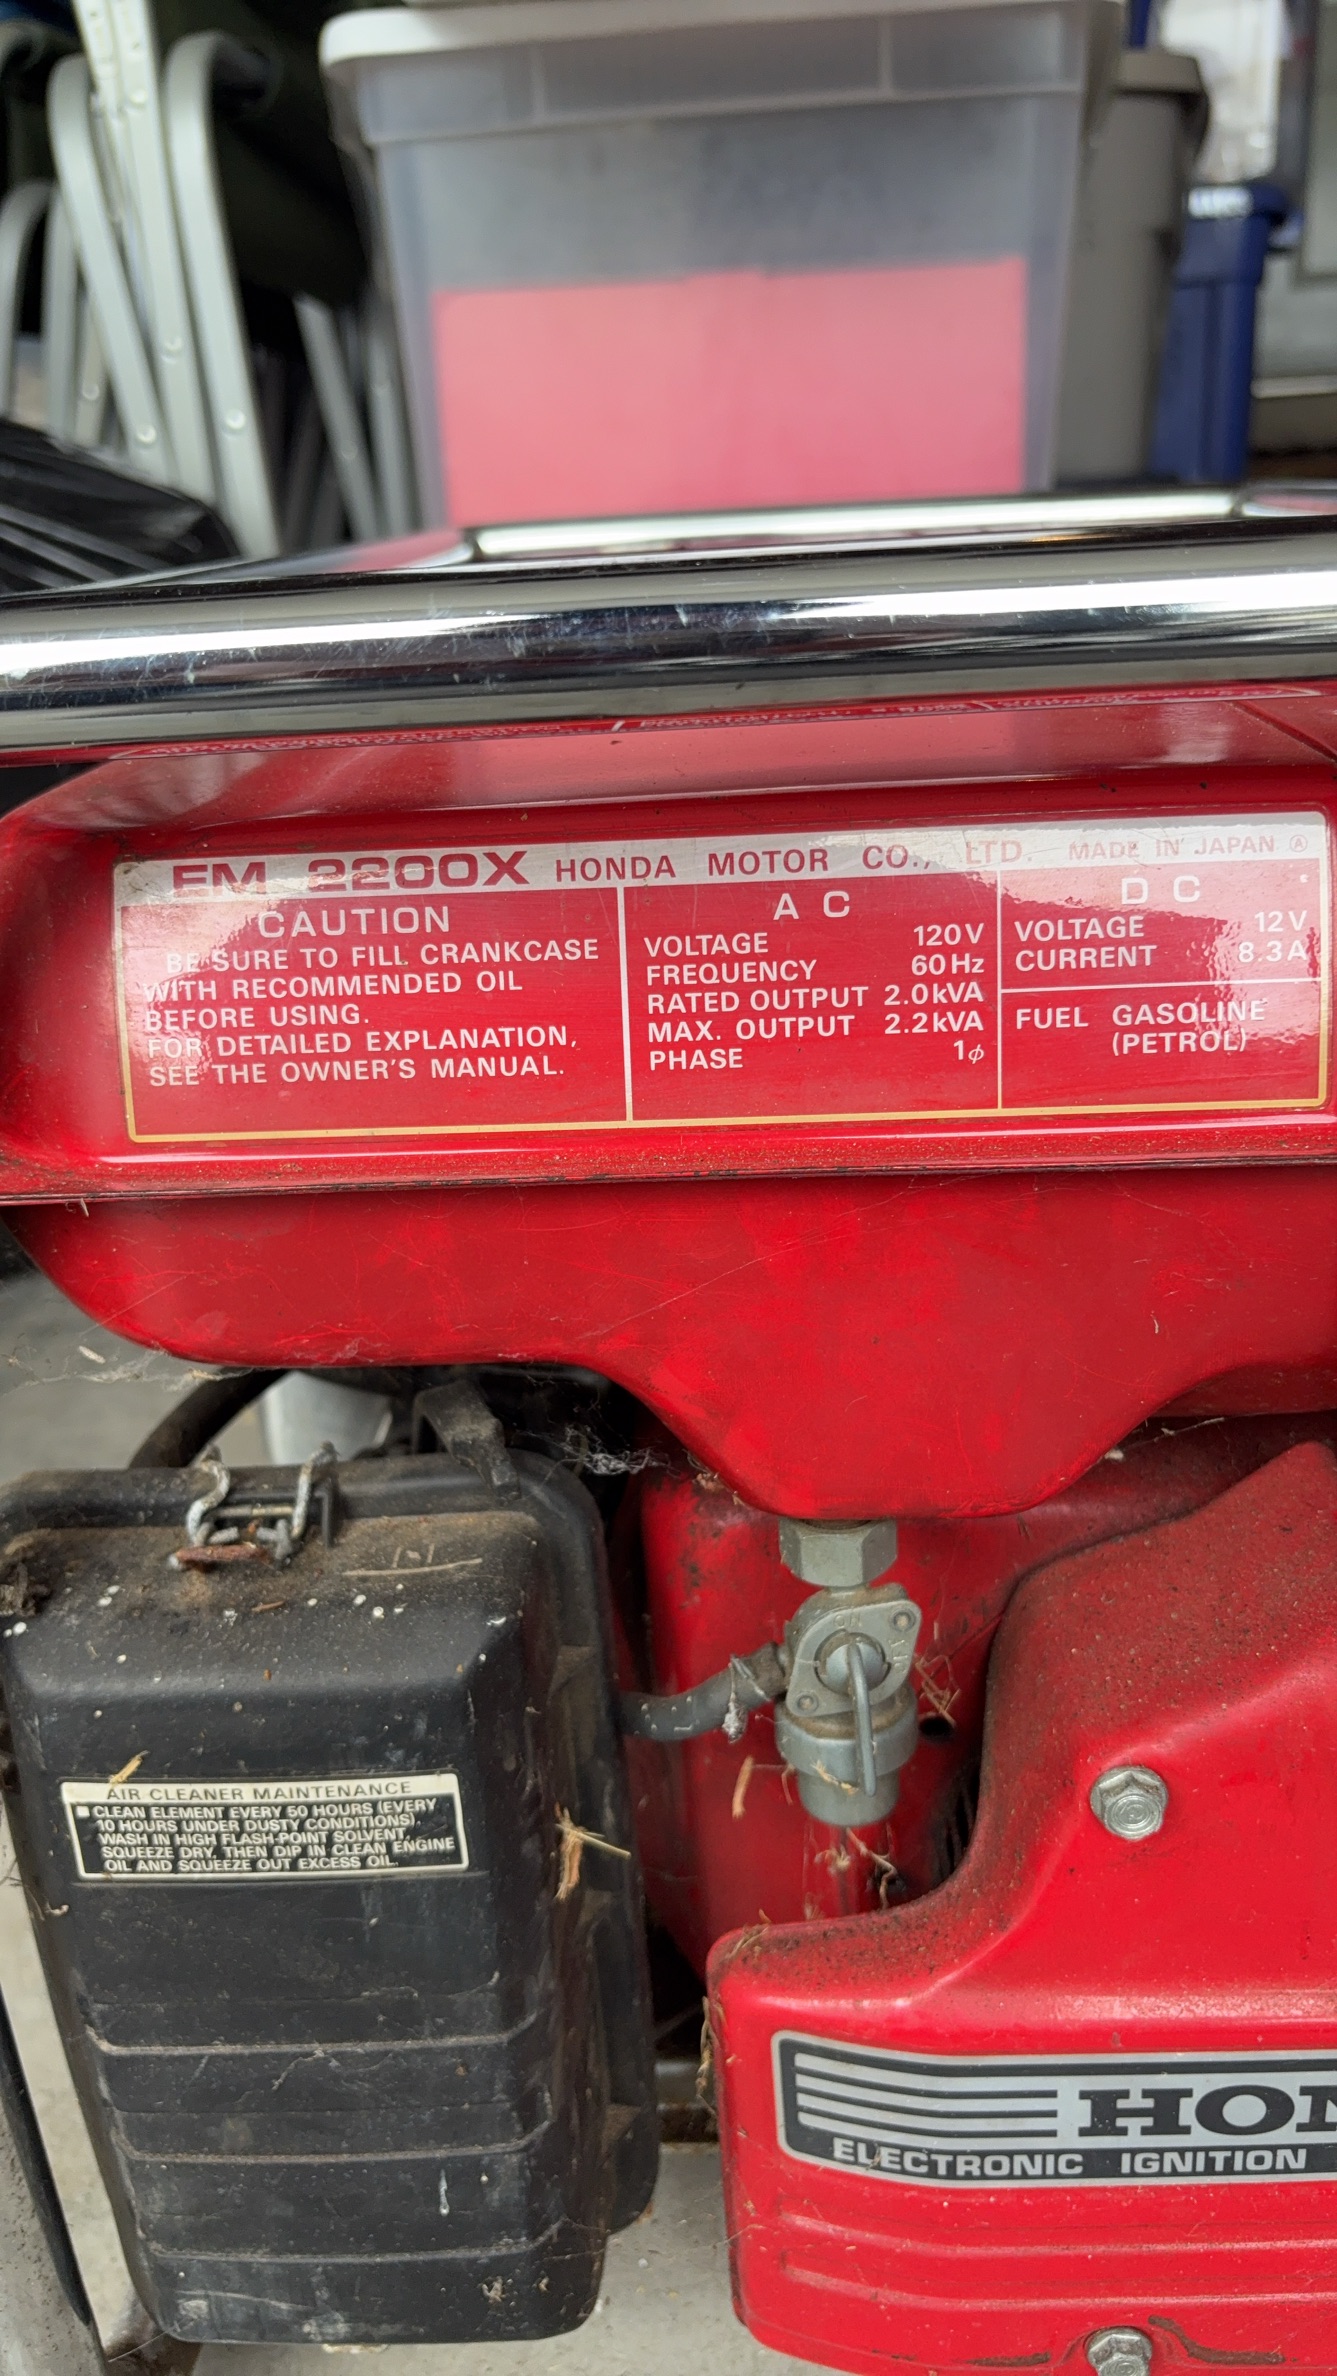 EM 2200X HONDA MOTOR CO., LTD. MADE IN JAPAN Ⓐ
CAUTION
BE SURE TO FILL CRANKCASE
WITH RECOMMENDED OIL
BEFORE USING.
FOR DETAILED EXPLANATION,
SEE THE OWNER'S MANUAL.
A C
VOLTAGE 120V
FREQUENCY 60Hz
RATED OUTPUT 2.0kVA
MAX. OUTPUT 2.2kVA
PHASE 1φ
D C
VOLTAGE 12V
CURRENT 8.3A
FUEL GASOLINE
(PETROL)
ON
AIR CLEANER MAINTENANCE
■ CLEAN ELEMENT EVERY 50 HOURS (EVERY
10 HOURS UNDER DUSTY CONDITIONS).
WASH IN HIGH FLASH-POINT SOLVENT,
SQUEEZE DRY, THEN DIP IN CLEAN ENGINE
OIL AND SQUEEZE OUT EXCESS OIL.
HON
ELECTRONIC IGNITION